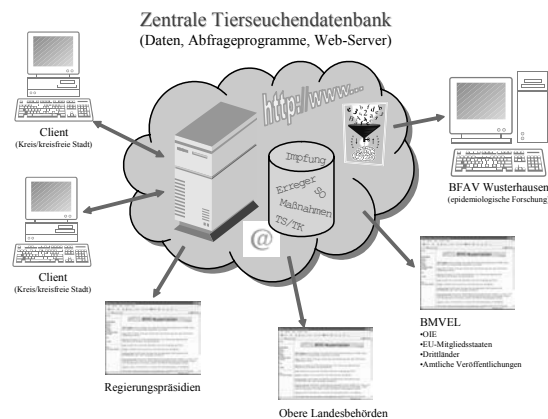 Zentrale Tierseuchendatenbank
(Daten, Abfrageprogramme, Web-Server)
http://www...
Client
(Kreis/kreisfreie Stadt)
Impfung
Erreger
SO
Maßnahmen
TS/TK
@
BFAV Wusterhausen
(epidemiologische Forschung)
Client
(Kreis/kreisfreie Stadt)
BMVEL
•OIE
•EU-Mitgliedsstaaten
•Drittländer
•Amtliche Veröffentlichungen
Regierungspräsidien
Obere Landesbehörden